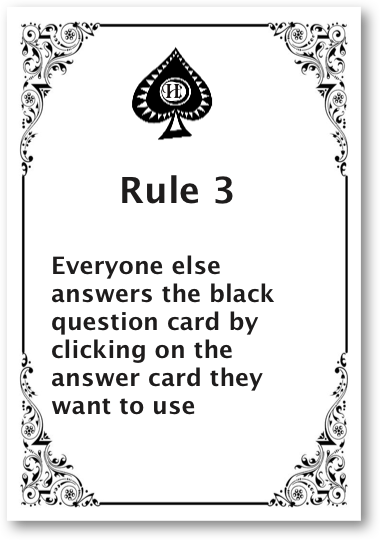 H
Rule 3
Everyone else
answers the black
question card by
clicking on the
answer card they
want to use